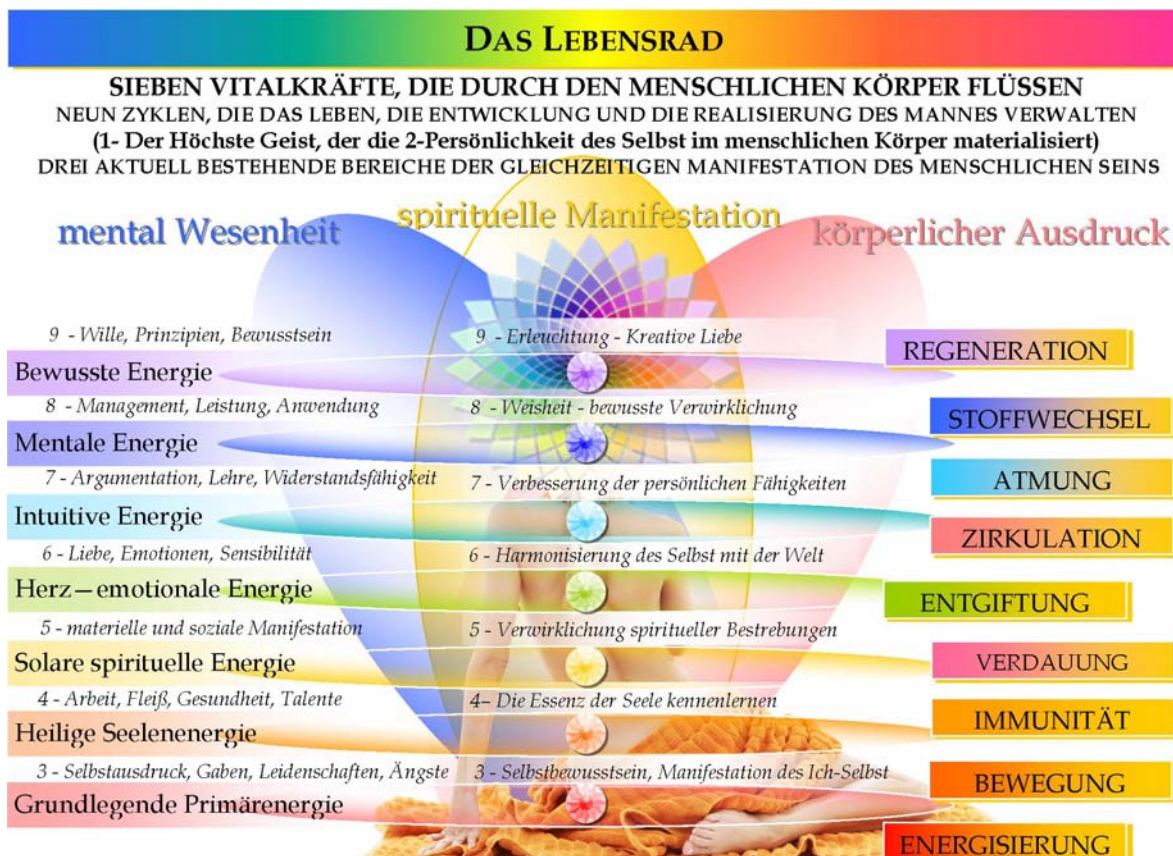 DAS LEBENSRAD
SIEBEN VITALKRÄFTE, DIE DURCH DEN MENSCHLICHEN KÖRPER FLÜSSEN
NEUN ZYKLEN, DIE DAS LEBEN, DIE ENTWICKLUNG UND DIE REALISIERUNG DES MANNES VERWALTEN
(1- Der Höchste Geist, der die 2-Persönlichkeit des Selbst im menschlichen Körper materialisiert)
DREI AKTUELL BESTEHENDE BEREICHE DER GLEICHZEITIGEN MANIFESTATION DES MENSCHLICHEN SEINS
mental Wesenheit
spirituelle Manifestation
körperlicher Ausdruck
9 - Wille, Prinzipien, Bewusstsein
9 - Erleuchtung - Kreative Liebe
REGENERATION
Bewusste Energie
8 - Management, Leistung, Anwendung
8 - Weisheit - bewusste Verwirklichung
STOFFWECHSEL
Mentale Energie
7 - Argumentation, Lehre, Widerstandsfähigkeit
7 - Verbesserung der persönlichen Fähigkeiten
ATMUNG
Intuitive Energie
6 - Liebe, Emotionen, Sensibilität
6 - Harmonisierung des Selbst mit der Welt
ZIRKULATION
Herz—emotionale Energie
5 - materielle und soziale Manifestation
5 - Verwirklichung spiritueller Bestrebungen
ENTGIFTUNG
Solare spirituelle Energie
4 - Arbeit, Fleiß, Gesundheit, Talente
4– Die Essenz der Seele kennenlernen
VERDAUUNG
Heilige Seelenenergie
3 - Selbstausdruck, Gaben, Leidenschaften, Ängste
3 - Selbstbewusstsein, Manifestation des Ich-Selbst
IMMUNITÄT
Grundlegende Primärenergie
BEWEGUNG
ENERGISIERUNG